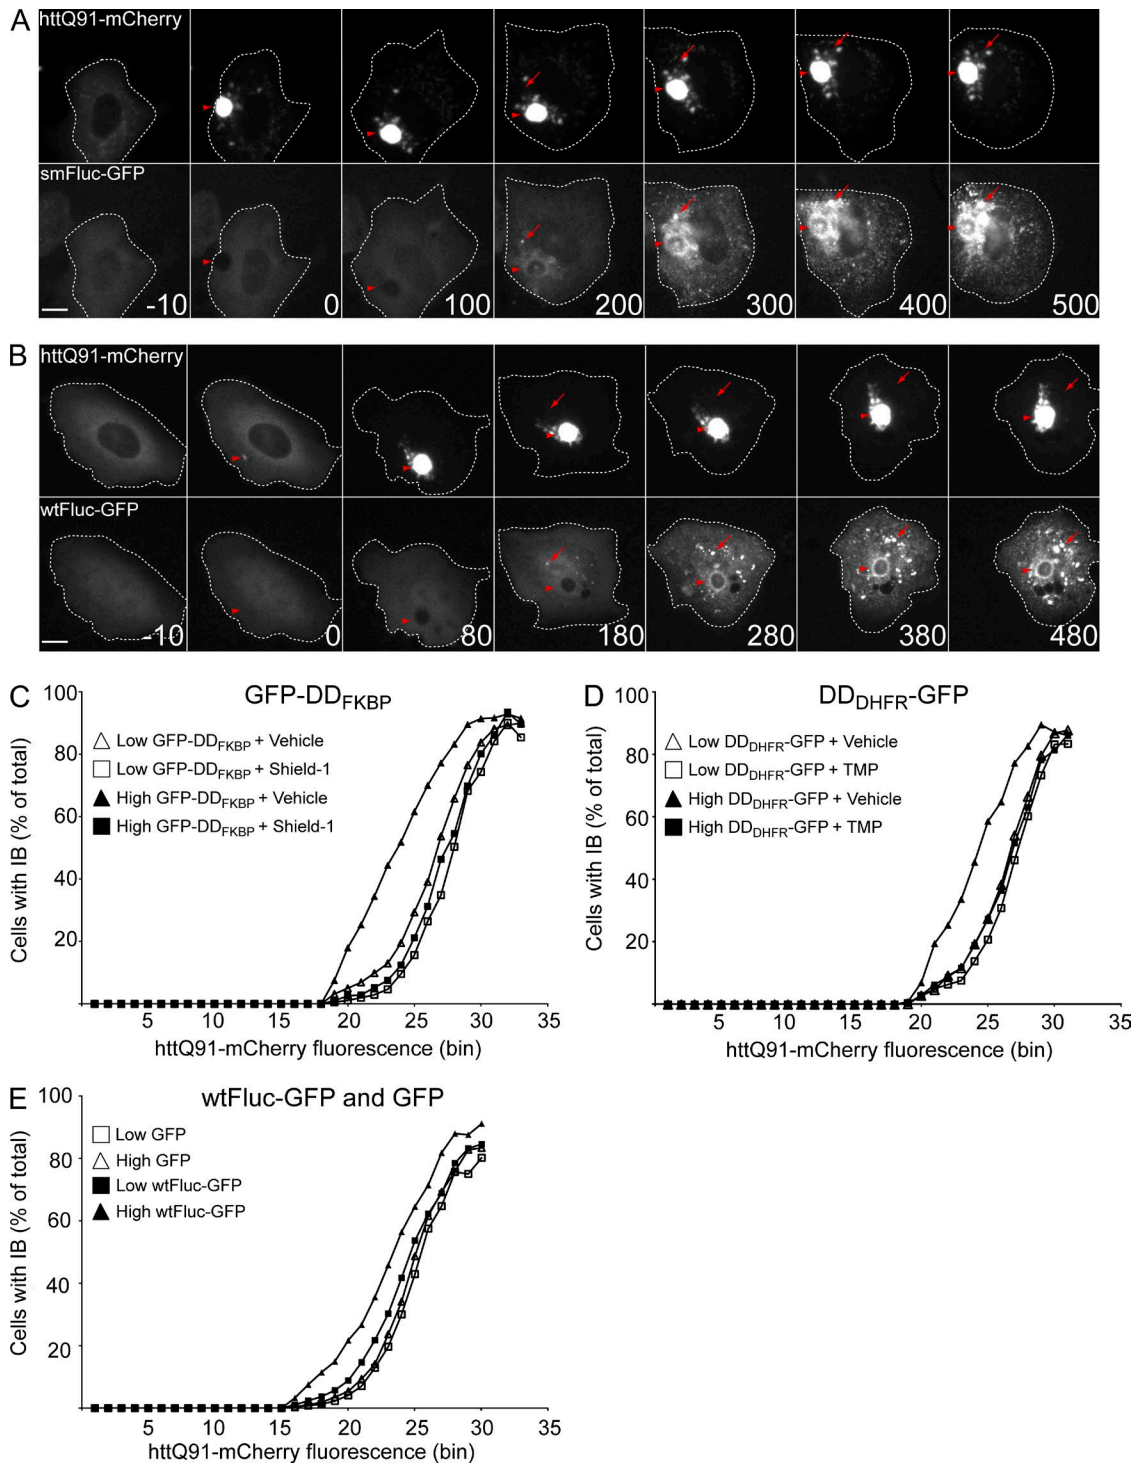 A
httQ91-mCherry
smFluc-GFP
-10
0
100
200
300
400
500
B
httQ91-mCherry
wtFluc-GFP
-10
0
80
180
280
380
480
C
GFP-DDFKBP
Low GFP-DDFKBP + Vehicle
Low GFP-DDFKBP + Shield-1
High GFP-DDFKBP + Vehicle
High GFP-DDFKBP + Shield-1
Cells with IB (% of total)
100
80
60
40
20
5
10
15
20
25
30
35
httQ91-mCherry fluorescence (bin)
D
DDDHFR-GFP
Low DDDHFR-GFP + Vehicle
Low DDDHFR-GFP + TMP
High DDDHFR-GFP + Vehicle
High DDDHFR-GFP + TMP
Cells with IB (% of total)
100
80
60
40
20
5
10
15
20
25
30
35
httQ91-mCherry fluorescence (bin)
E
wtFluc-GFP and GFP
Low GFP
High GFP
Low wtFluc-GFP
High wtFluc-GFP
Cells with IB (% of total)
100
80
60
40
20
5
10
15
20
25
30
35
httQ91-mCherry fluorescence (bin)